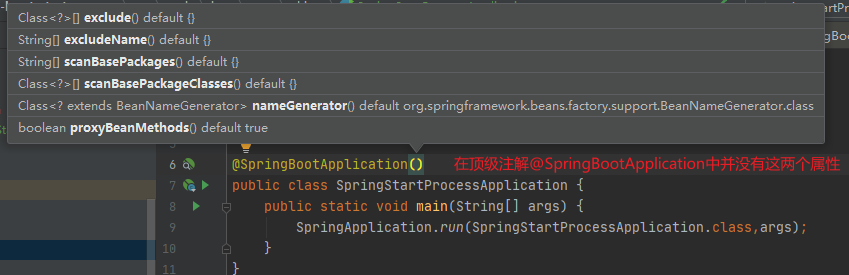 Class<?>[] exclude() default {}
String[] excludeName() default {}
String[] scanBasePackages() default {}
Class<?>[] scanBasePackageClasses() default {}
Class<? extends BeanNameGenerator> nameGenerator() default org.springframework.beans.factory.support.BeanNameGenerator.class
boolean proxyBeanMethods() default true
6 @SpringBootApplication() 在顶级注解@SpringBootApplication中并没有这两个属性
7 public class SpringStartProcessApplication {
8 public static void main(String[] args) {
9 SpringApplication.run(SpringStartProcessApplication.class,args);
10 }
11 }